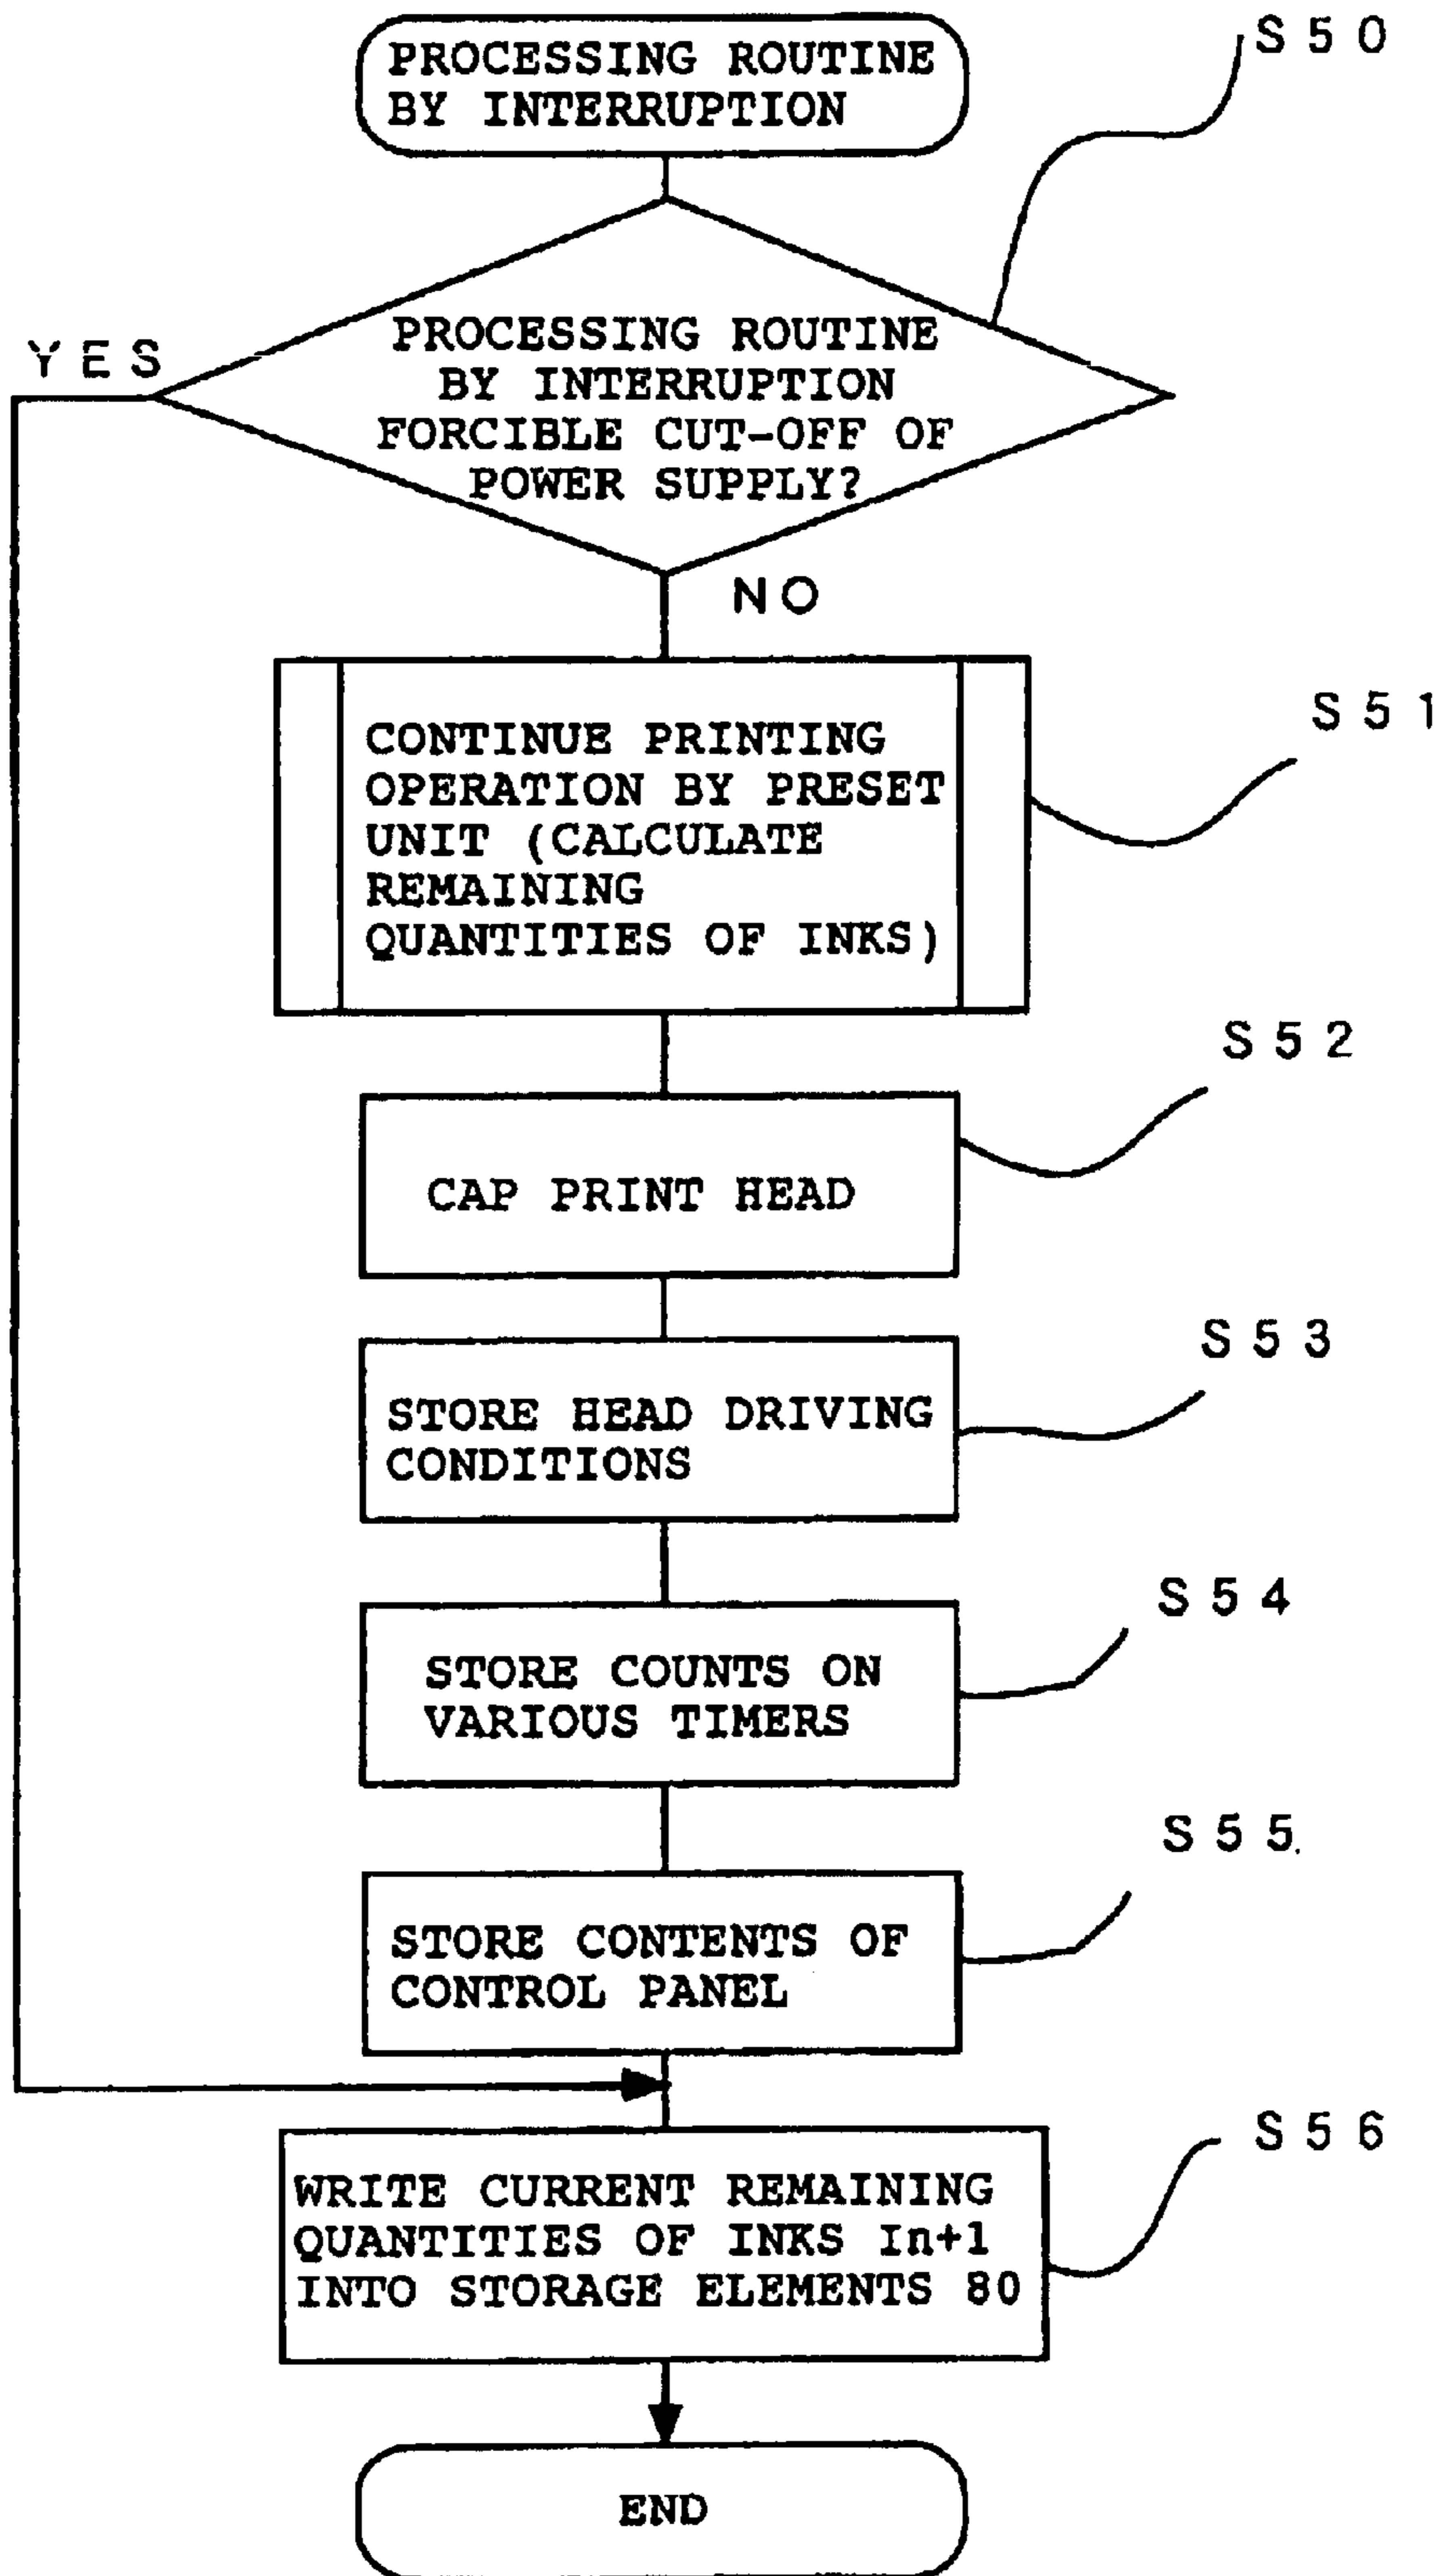 PROCESSING ROUTINE
BY INTERRUPTION
S50
PROCESSING ROUTINE
BY INTERRUPTION
FORCIBLE CUT-OFF OF
POWER SUPPLY?
YES
NO
CONTINUE PRINTING
OPERATION BY PRESET
UNIT (CALCULATE
REMAINING
QUANTITIES OF INKS)
S51
CAP PRINT HEAD
S52
STORE HEAD DRIVING
CONDITIONS
S53
STORE COUNTS ON
VARIOUS TIMERS
S54
STORE CONTENTS OF
CONTROL PANEL
S55
WRITE CURRENT REMAINING
QUANTITIES OF INKS In+1
INTO STORAGE ELEMENTS 80
S56
END